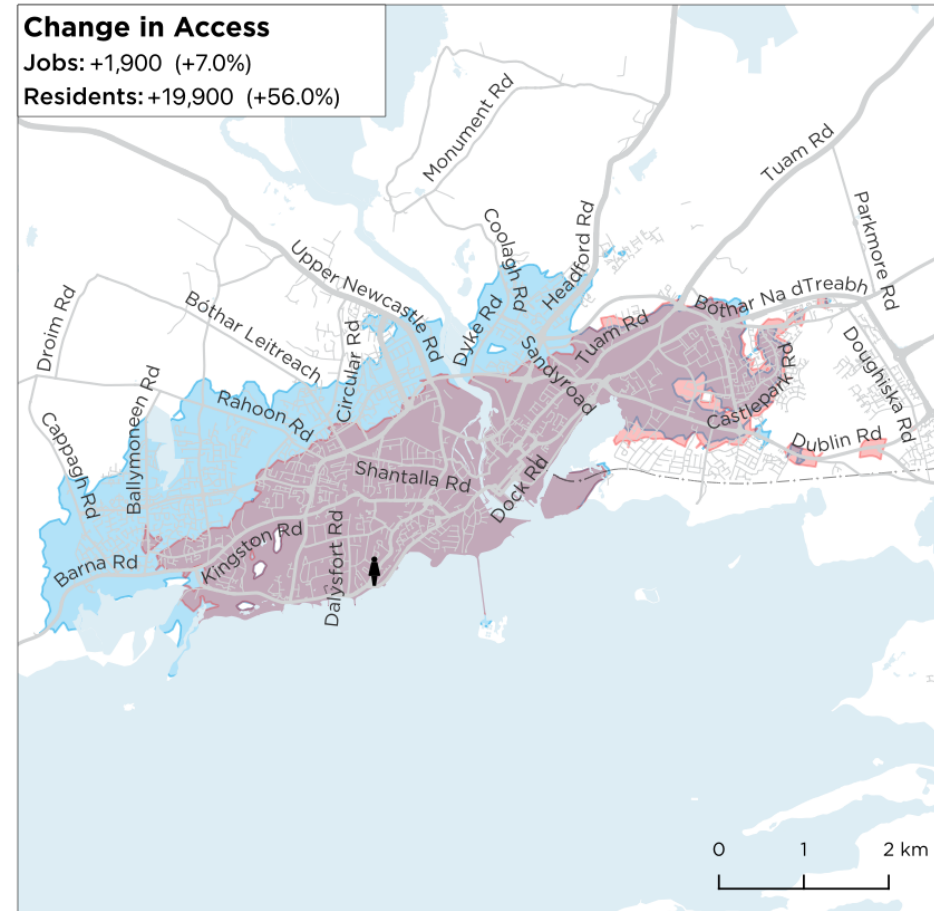 Change in Access
Jobs: +1,900 (+7.0%)
Residents: +19,900 (+56.0%)
Monument Rd
Tuam Rd
Parkmore Rd
Coolagh Rd
Headford Rd
Upper Newcastle Rd
Droim Rd
Bóthar Leitreach
Circular Rd
Dyke Rd
Bothar Na dTreabh
Tuam Rd
Sandyroad
Doughiska Rd
Castlepark Rd
Rahoon Rd
Cappagh Rd
Ballymoneen Rd
Dublin Rd
Shantalla Rd
Dock Rd
Barna Rd
Kingston Rd
Dalysfort Rd
0 1 2 km